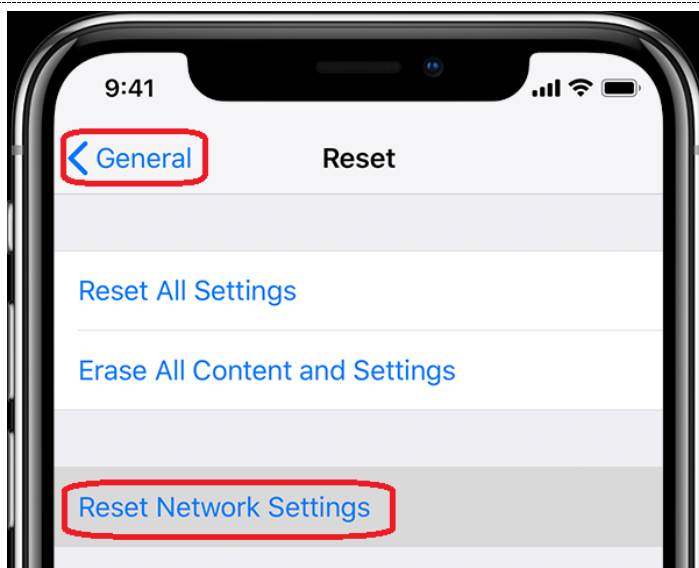 9:41
General
Reset
Reset All Settings
Erase All Content and Settings
Reset Network Settings